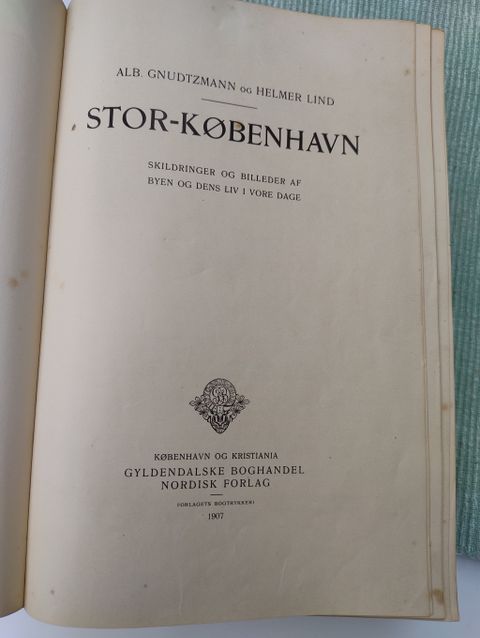 ALB. GNUDTZMANN OG HELMER LIND
STOR-KØBENHAVN
SKILDRINGER OG BILLEDER AF
BYEN OG DENS LIV I VORE DAGE
KØBENHAVN OG KRISTIANIA
GYLDENDALSKE BOGHANDEL
NORDISK FORLAG
FORLAGETS BOGTRYKKERI
1907